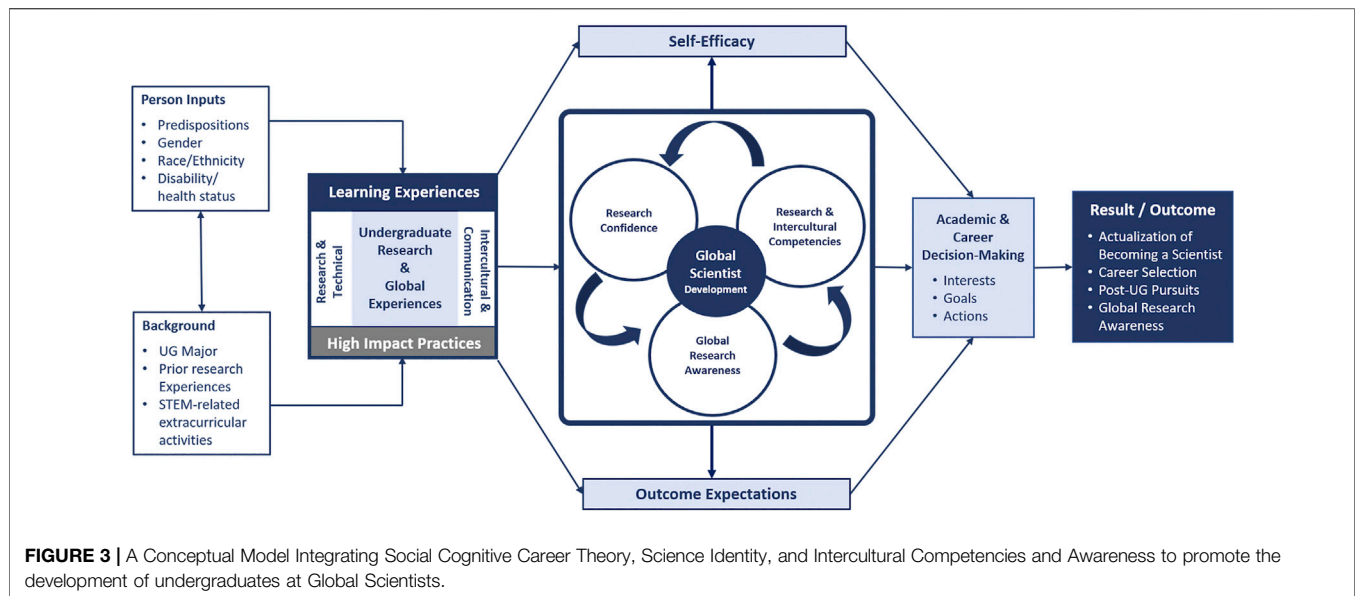 Self-Efficacy
Person Inputs
• Predispositions
• Gender
• Race/Ethnicity
• Disability/
health status
Background
• UG Major
• Prior research
Experiences
• STEM-related
extracurricular
activities
Learning Experiences
Research &
Technical
Undergraduate
Research
&
Global
Experiences
Intercultural &
Communication
High Impact Practices
Research
Confidence
Research &
Intercultural
Competencies
Global
Scientist
Development
Global
Research
Awareness
Outcome Expectations
Academic &
Career
Decision-Making
• Interests
• Goals
• Actions
Result / Outcome
• Actualization of
Becoming a Scientist
• Career Selection
• Post-UG Pursuits
• Global Research
Awareness
FIGURE 3 | A Conceptual Model Integrating Social Cognitive Career Theory, Science Identity, and Intercultural Competencies and Awareness to promote the
development of undergraduates at Global Scientists.